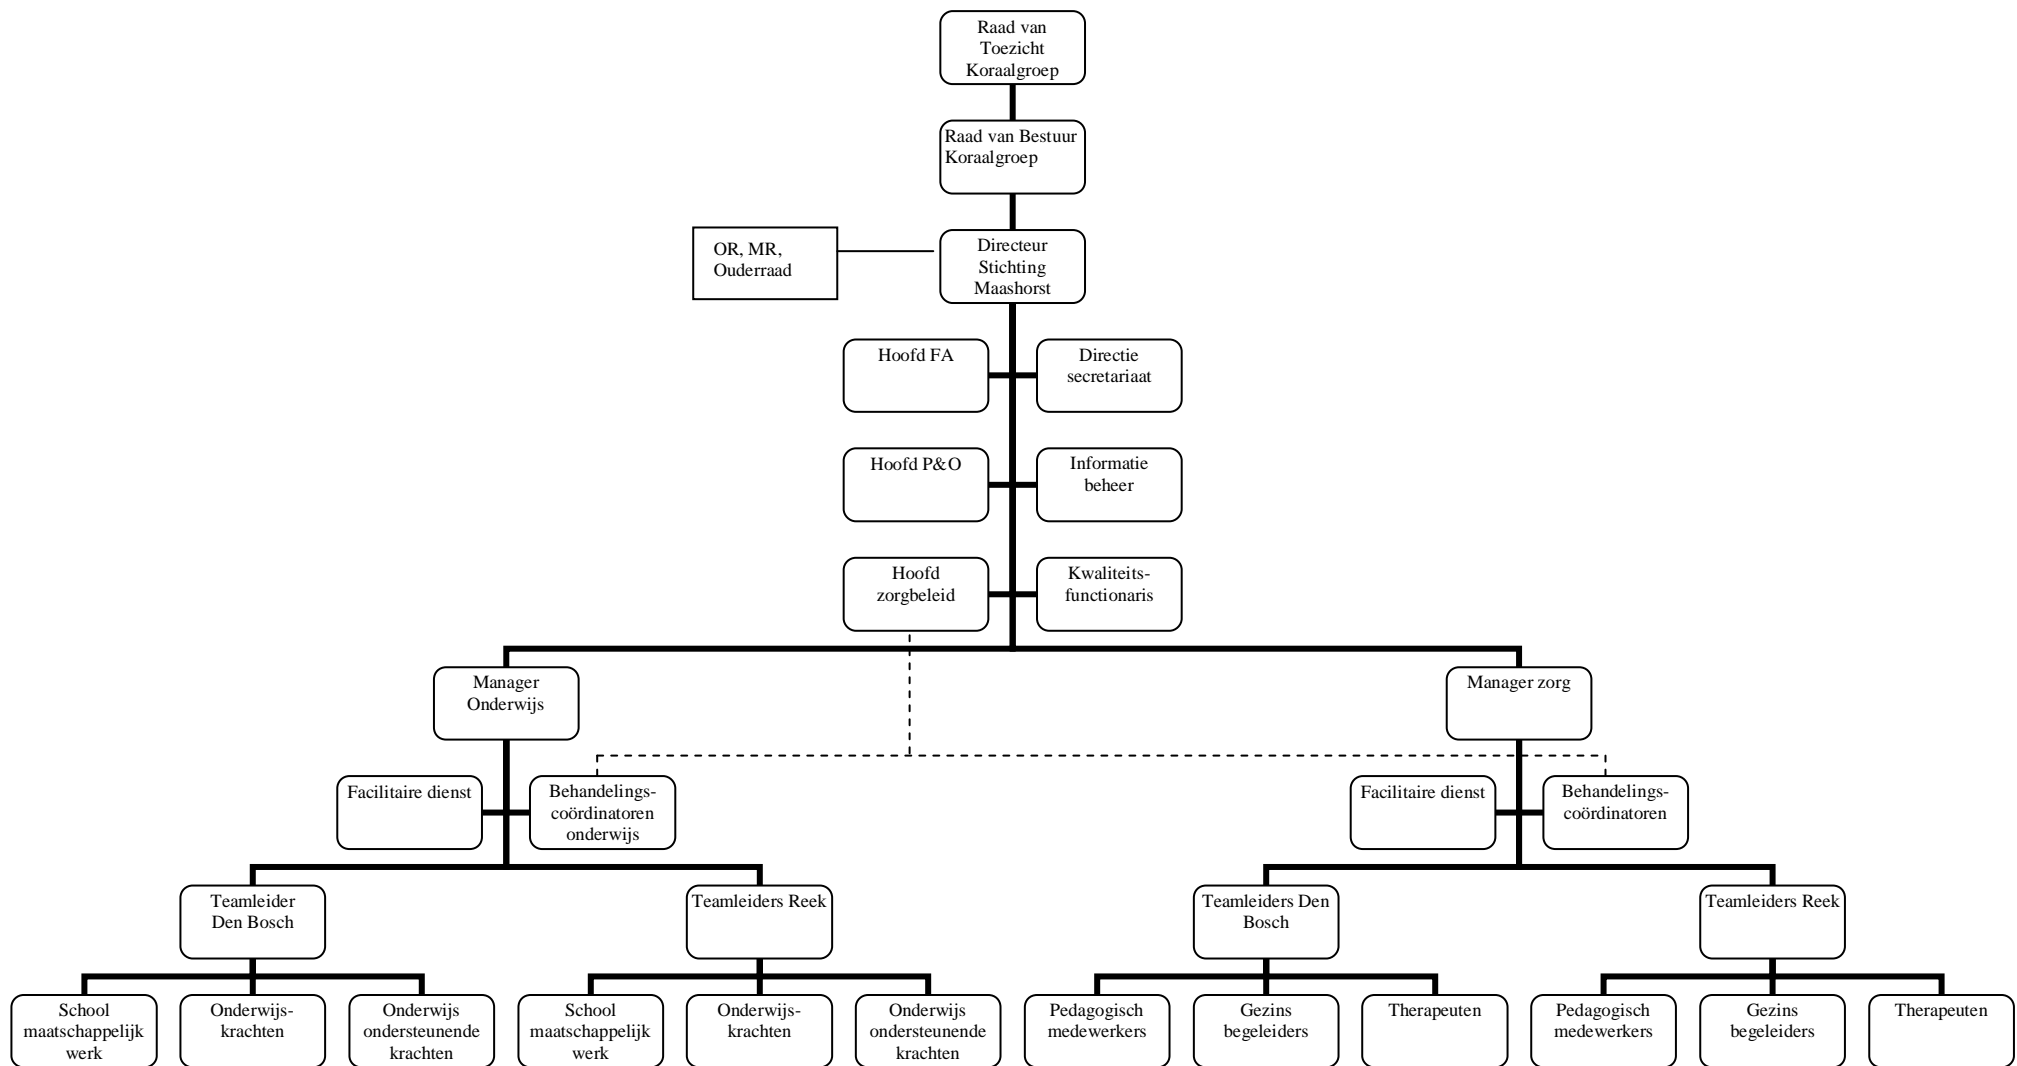 Raad van
Toezicht
Koraalgroep
Raad van Bestuur
Koraalgroep
OR, MR,
Ouderraad
Directeur
Stichting
Maashorst
Hoofd FA
Directie
secretariaat
Hoofd P&O
Informatie
beheer
Hoofd
zorgbeleid
Kwaliteits-
functionaris
Manager
Onderwijs
Manager zorg
Facilitaire dienst
Behandelings-
coördinatoren
onderwijs
Facilitaire dienst
Behandelings-
coördinatoren
Teamleider
Den Bosch
Teamleiders Reek
Teamleiders Den
Bosch
Teamleiders Reek
School
maatschappelijk
werk
Onderwijs-
krachten
Onderwijs
ondersteunende
krachten
School
maatschappelijk
werk
Onderwijs-
krachten
Onderwijs
ondersteunende
krachten
Pedagogisch
medewerkers
Gezins
begeleiders
Therapeuten
Pedagogisch
medewerkers
Gezins
begeleiders
Therapeuten